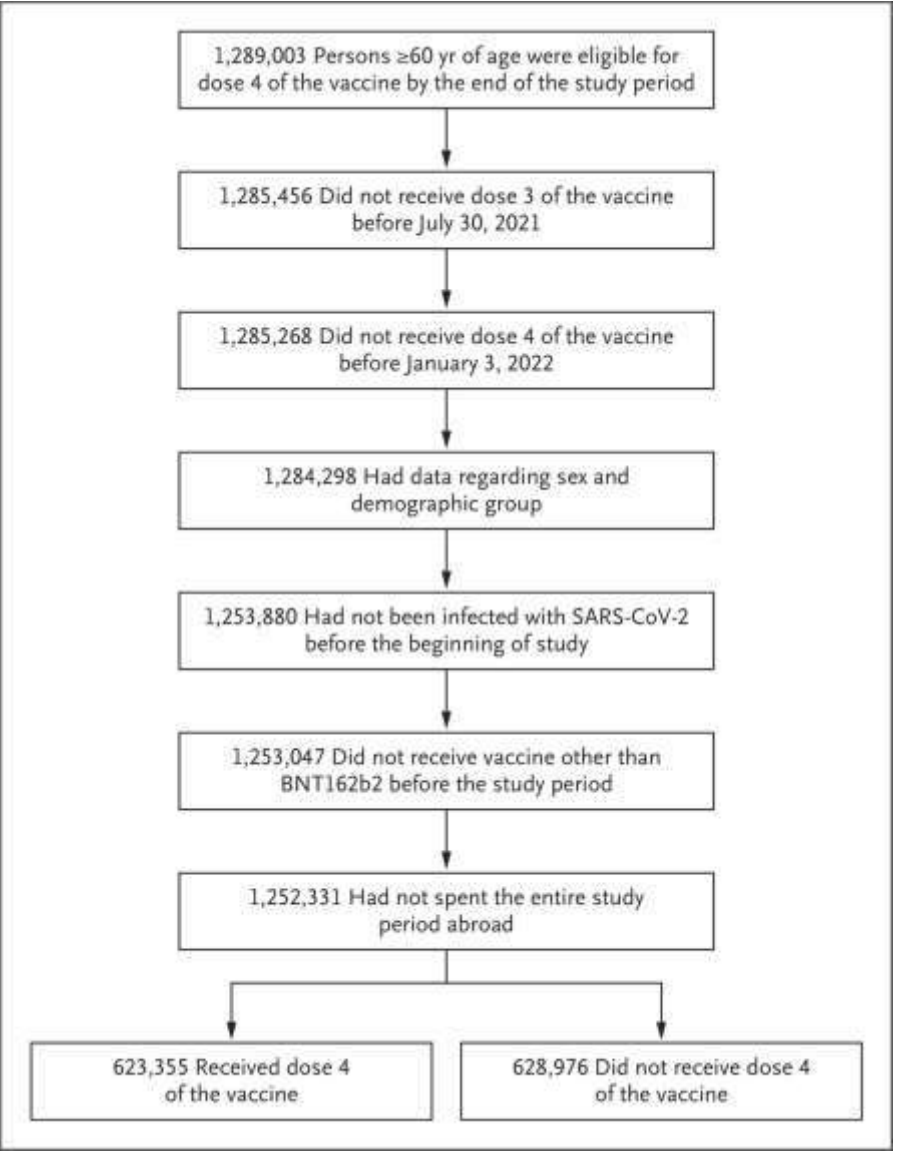 1,289,003 Persons ≥60 yr of age were eligible for
dose 4 of the vaccine by the end of the study period
1,285,456 Did not receive dose 3 of the vaccine
before July 30, 2021
1,285,268 Did not receive dose 4 of the vaccine
before January 3, 2022
1,284,298 Had data regarding sex and
demographic group
1,253,880 Had not been infected with SARS-CoV-2
before the beginning of study
1,253,047 Did not receive vaccine other than
BNT162b2 before the study period
1,252,331 Had not spent the entire study
period abroad
623,355 Received dose 4
of the vaccine
628,976 Did not receive dose 4
of the vaccine